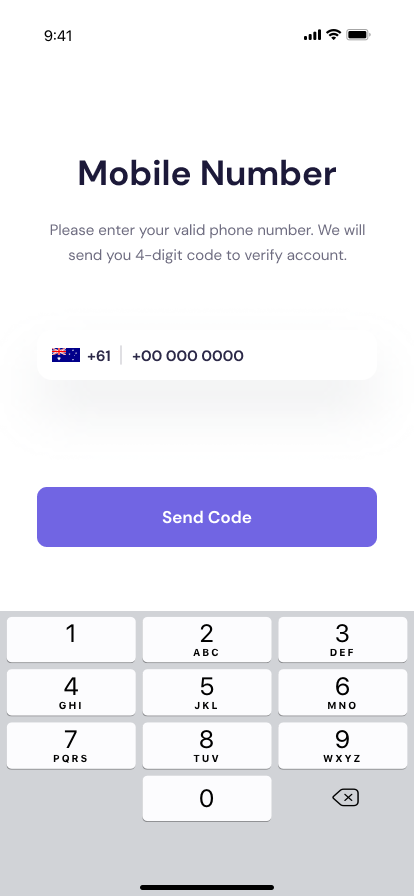 9:41
Mobile Number
Please enter your valid phone number. We will
send you 4-digit code to verify account.
+61 +00 000 0000
Send Code
1 2 3
ABC DEF
4 5 6
GHI JKL MNO
7 8 9
PQRS TUV WXYZ
0